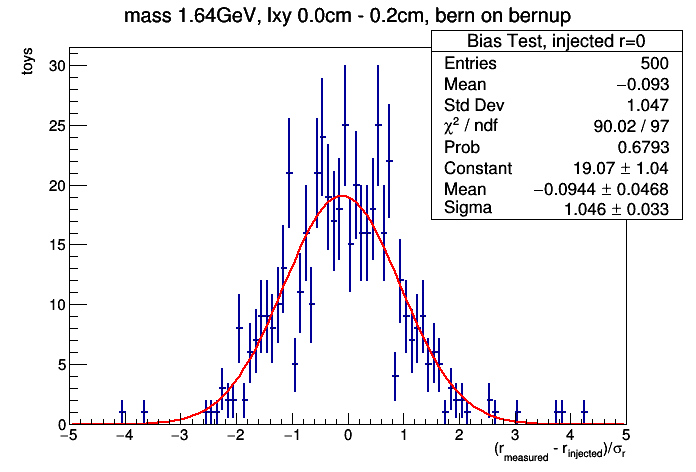 mass 1.64GeV, lxy 0.0cm - 0.2cm, bern on bernup
Bias Test, injected r=0
Entries 500
Mean −0.093
Std Dev 1.047
χ² / ndf 90.02 / 97
Prob 0.6793
Constant 19.07 ± 1.04
Mean −0.0944 ± 0.0468
Sigma 1.046 ± 0.033
toys
30
25
20
15
10
5
0
−5 −4 −3 −2 −1 0 1 2 3 4 5
(r_measured - r_injected)/σ_r